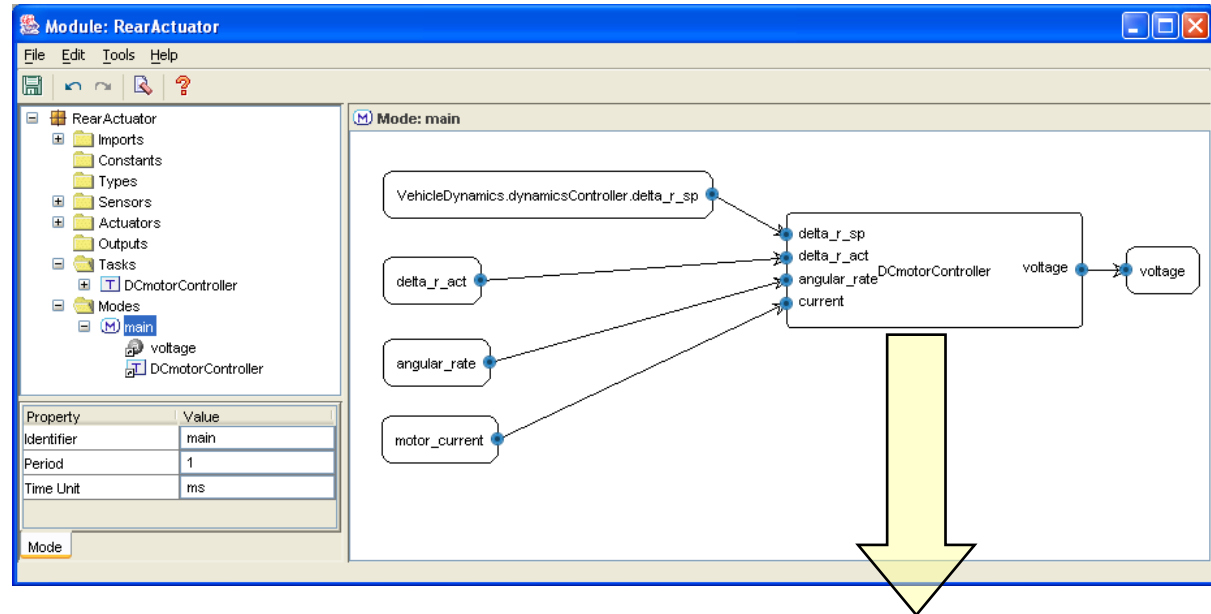 Module: RearActuator
File Edit Tools Help
RearActuator
Imports
Constants
Types
Sensors
Actuators
Outputs
Tasks
T DCmotorController
Modes
M main
voltage
T DCmotorController
Property Value
Identifier main
Period 1
Time Unit ms
Mode
M Mode: main
VehicleDynamics.dynamicsController.delta_r_sp
delta_r_act
angular_rate
motor_current
delta_r_sp
delta_r_act
angular_rate
current
DCmotorController
voltage
voltage